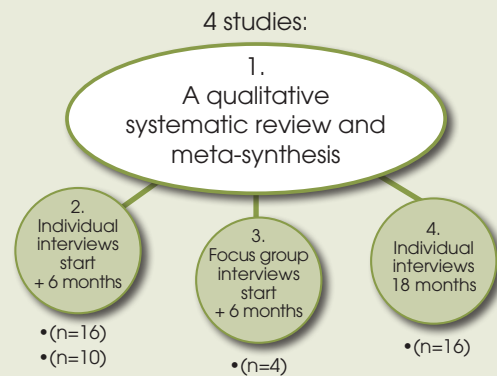 4 studies:
1.
A qualitative
systematic review and
meta-synthesis
2.
Individual
interviews
start
+ 6 months
•(n=16)
•(n=10)
3.
Focus group
interviews
start
+ 6 months
•(n=4)
4.
Individual
interviews
18 months
•(n=16)